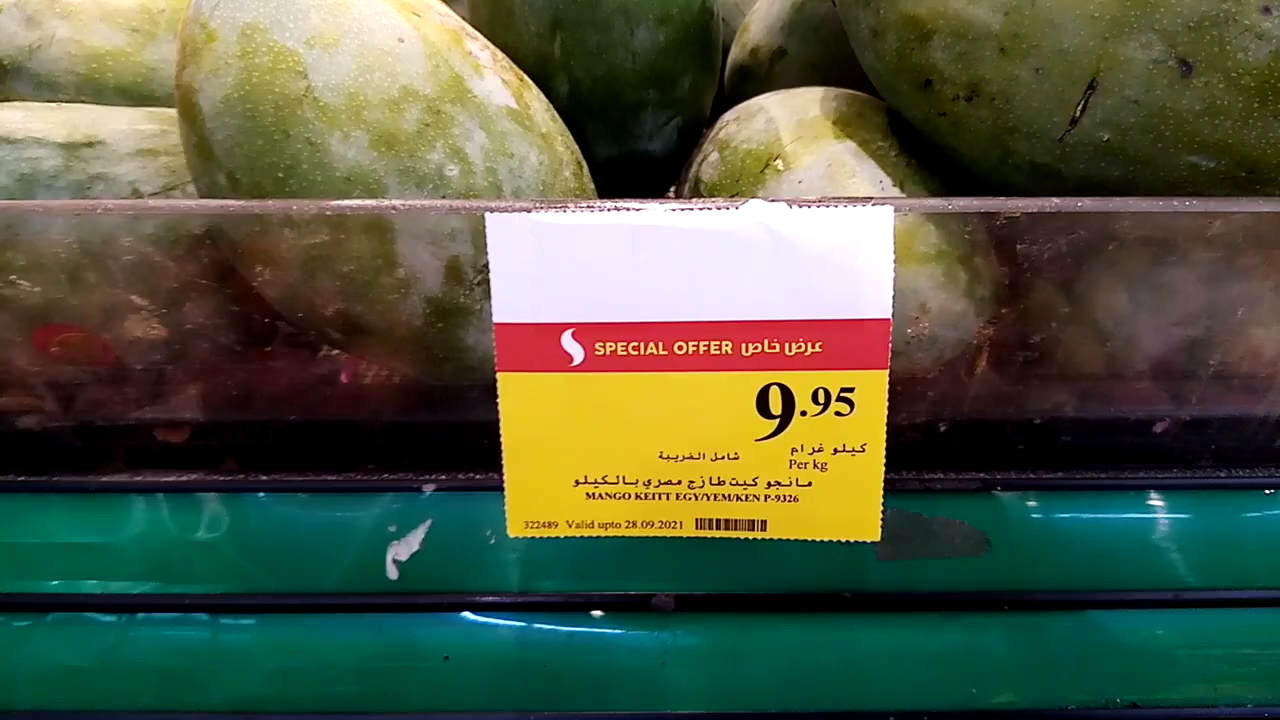 SPECIAL OFFER عرض خاص
9.95
كيلو غرام
شامل الضريبة
Per kg
مانجو كيت طازج مصري بالكيلو
MANGO KEITT EGY/YEM/KEN P-9326
322489 Valid upto 28.09.2021